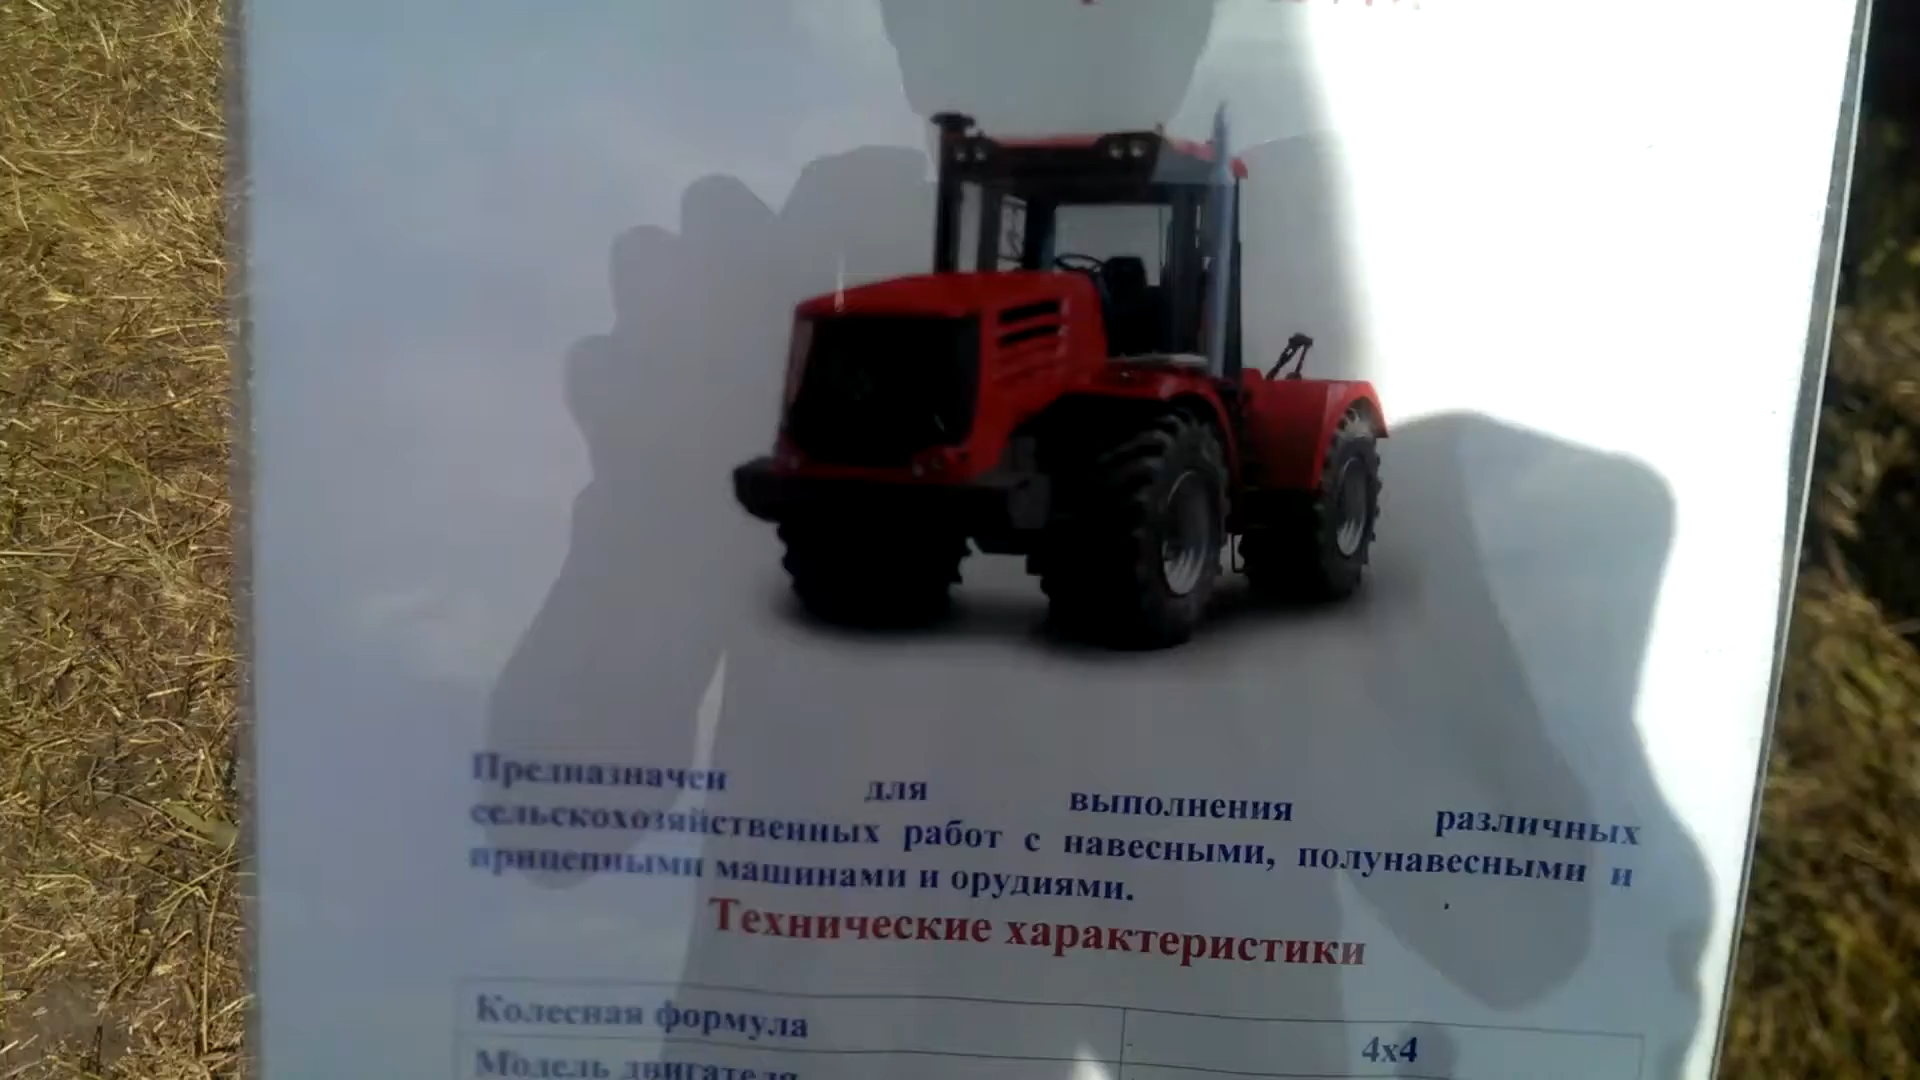 Предназначен для выполнения различных
сельскохозяйственных работ с навесными, полунавесными и
прицепными машинами и орудиями.
Технические характеристики
Колесная формула 4х4
Модель двигателя